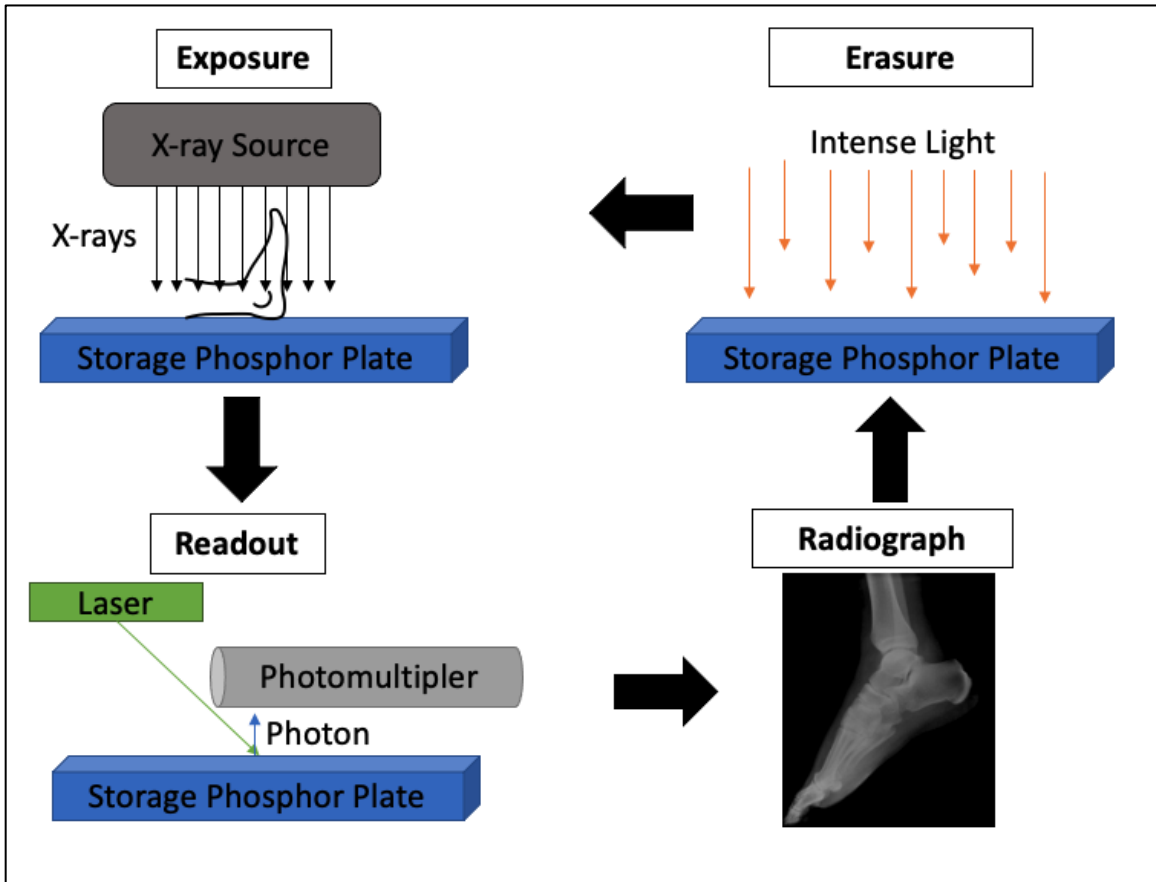 Exposure
X-ray Source
X-rays
Storage Phosphor Plate
Readout
Laser
Photomultipler
Photon
Storage Phosphor Plate
Radiograph
Erasure
Intense Light
Storage Phosphor Plate